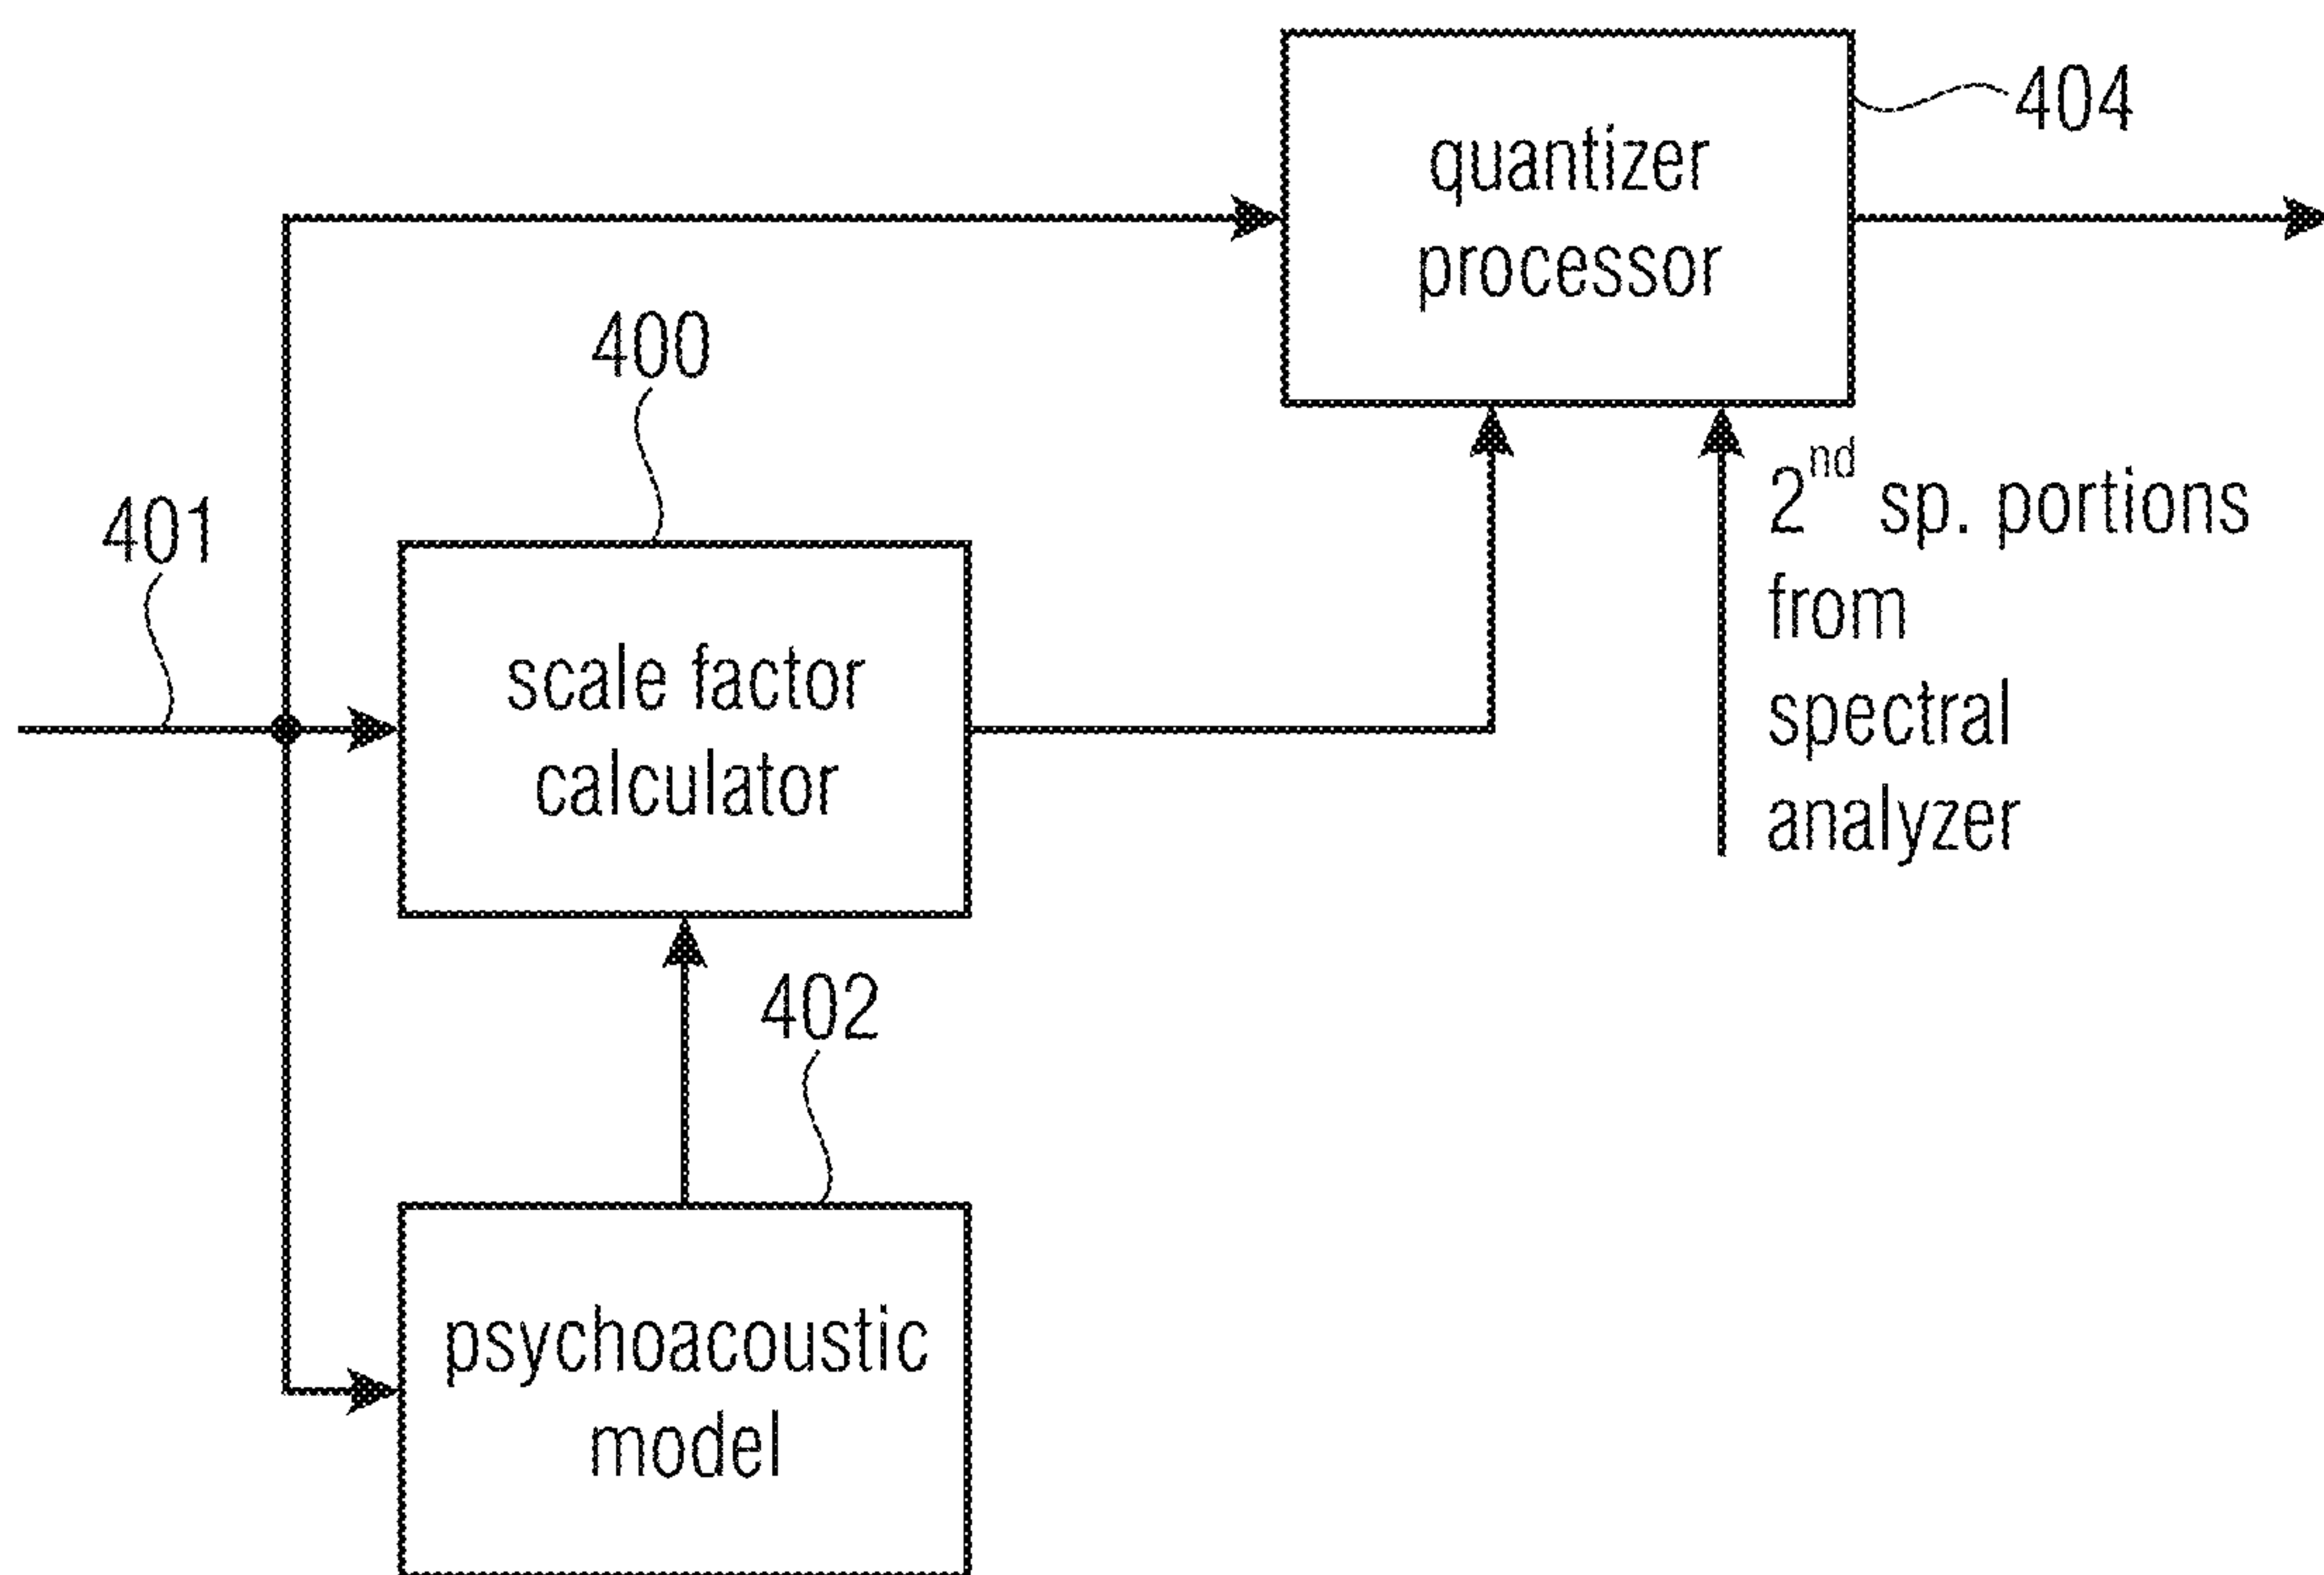 quantizer
processor
404
400
401
2nd sp. portions
from
spectral
analyzer
scale factor
calculator
402
psychoacoustic
model